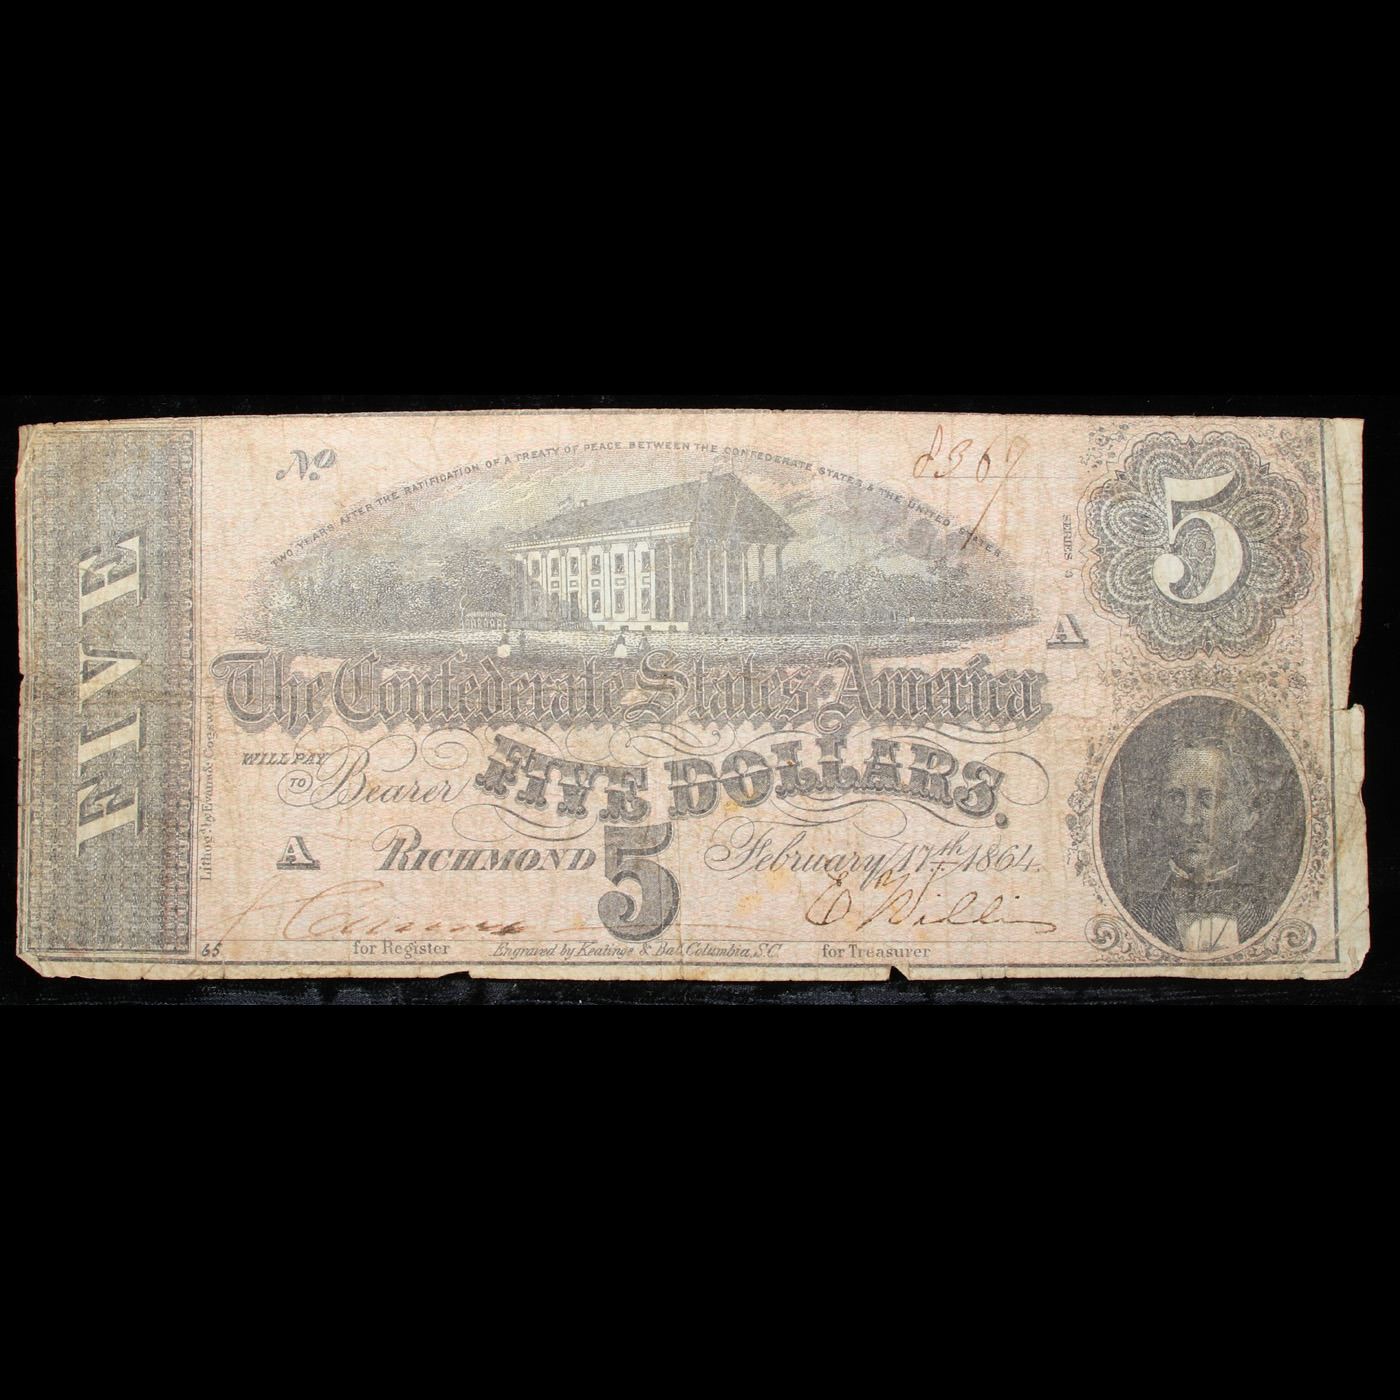 No
8367
TWO YEARS AFTER THE RATIFICATION OF A TREATY OF PEACE BETWEEN THE CONFEDERATE STATES & THE UNITED STATES
5
SERIES
A
FIVE
The Confederate States of America
WILL PAY
TO Bearer
FIVE DOLLARS.
A
RICHMOND
5
February 17th 1864.
for Register
for Treasurer
Engraved by Keatinge & Ball, Columbia, S.C.
Lithog'd by Evans & Cogswell
65